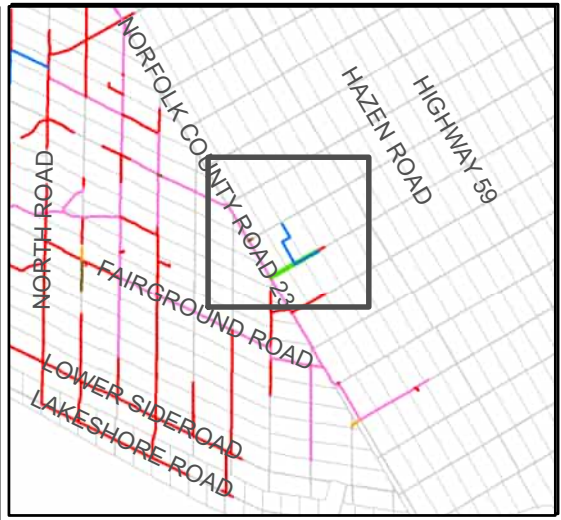 NORFOLK COUNTY ROAD 23
HAZEN ROAD
HIGHWAY 59
NORTH ROAD
FAIRGROUND ROAD
LOWER SIDEROAD
LAKESHORE ROAD